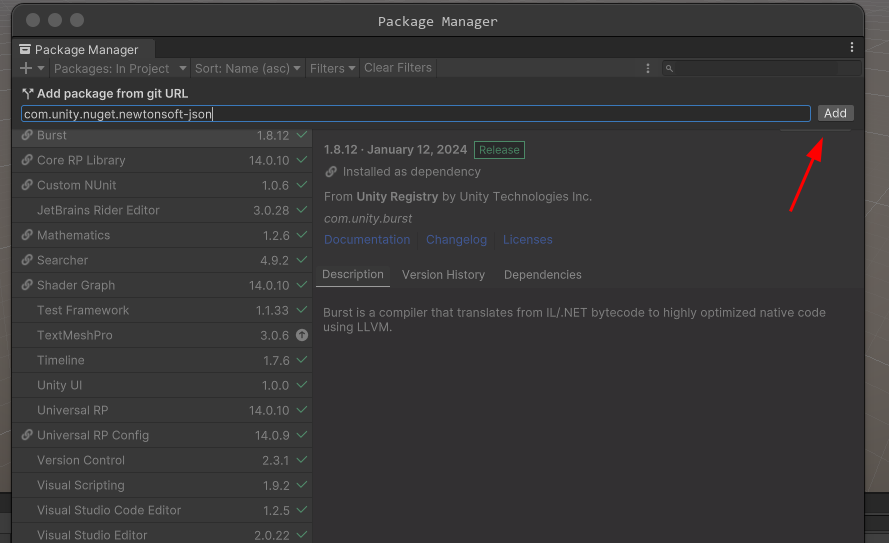 Package Manager
Package Manager
Packages: In Project Sort: Name (asc) Filters Clear Filters
Add package from git URL
com.unity.nuget.newtonsoft-json Add
Burst 1.8.12
Core RP Library 14.0.10
Custom NUnit 1.0.6
JetBrains Rider Editor 3.0.28
Mathematics 1.2.6
Searcher 4.9.2
Shader Graph 14.0.10
Test Framework 1.1.33
TextMeshPro 3.0.6
Timeline 1.7.6
Unity UI 1.0.0
Universal RP 14.0.10
Universal RP Config 14.0.9
Version Control 2.3.1
Visual Scripting 1.9.2
Visual Studio Code Editor 1.2.5
Visual Studio Editor 2.0.22
1.8.12 · January 12, 2024 Release
Installed as dependency
From Unity Registry by Unity Technologies Inc.
com.unity.burst
Documentation Changelog Licenses
Description Version History Dependencies
Burst is a compiler that translates from IL/.NET bytecode to highly optimized native code
using LLVM.